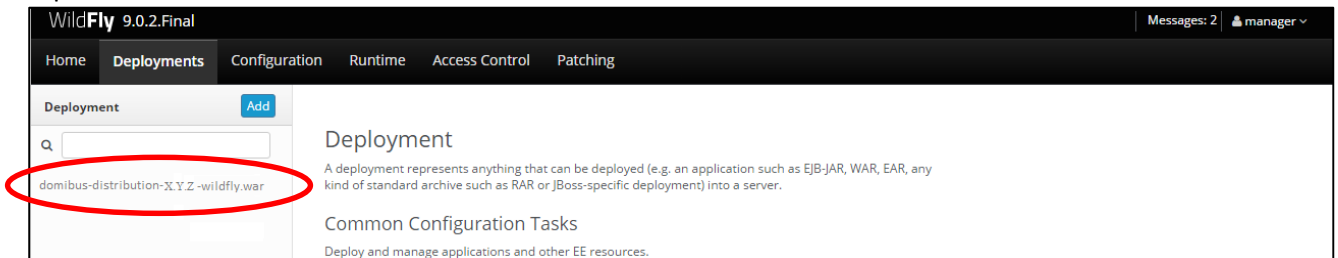 WildFly 9.0.2.Final Messages: 2 manager
Home Deployments Configuration Runtime Access Control Patching
Deployment Add
Deployment
A deployment represents anything that can be deployed (e.g. an application such as EJB-JAR, WAR, EAR, any
domibus-distribution-X.Y.Z -wildfly.war
kind of standard archive such as RAR or JBoss-specific deployment) into a server.
Common Configuration Tasks
Deploy and manage applications and other EE resources.